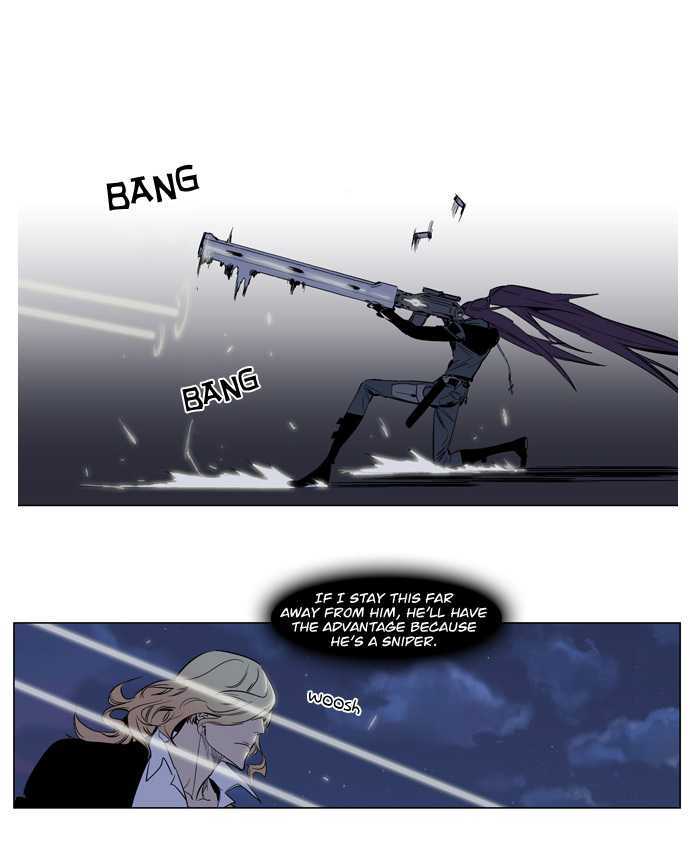 BANG
BANG
IF I STAY THIS FAR
AWAY FROM HIM, HE'LL HAVE
THE ADVANTAGE BECAUSE
HE'S A SNIPER.
WOOSH